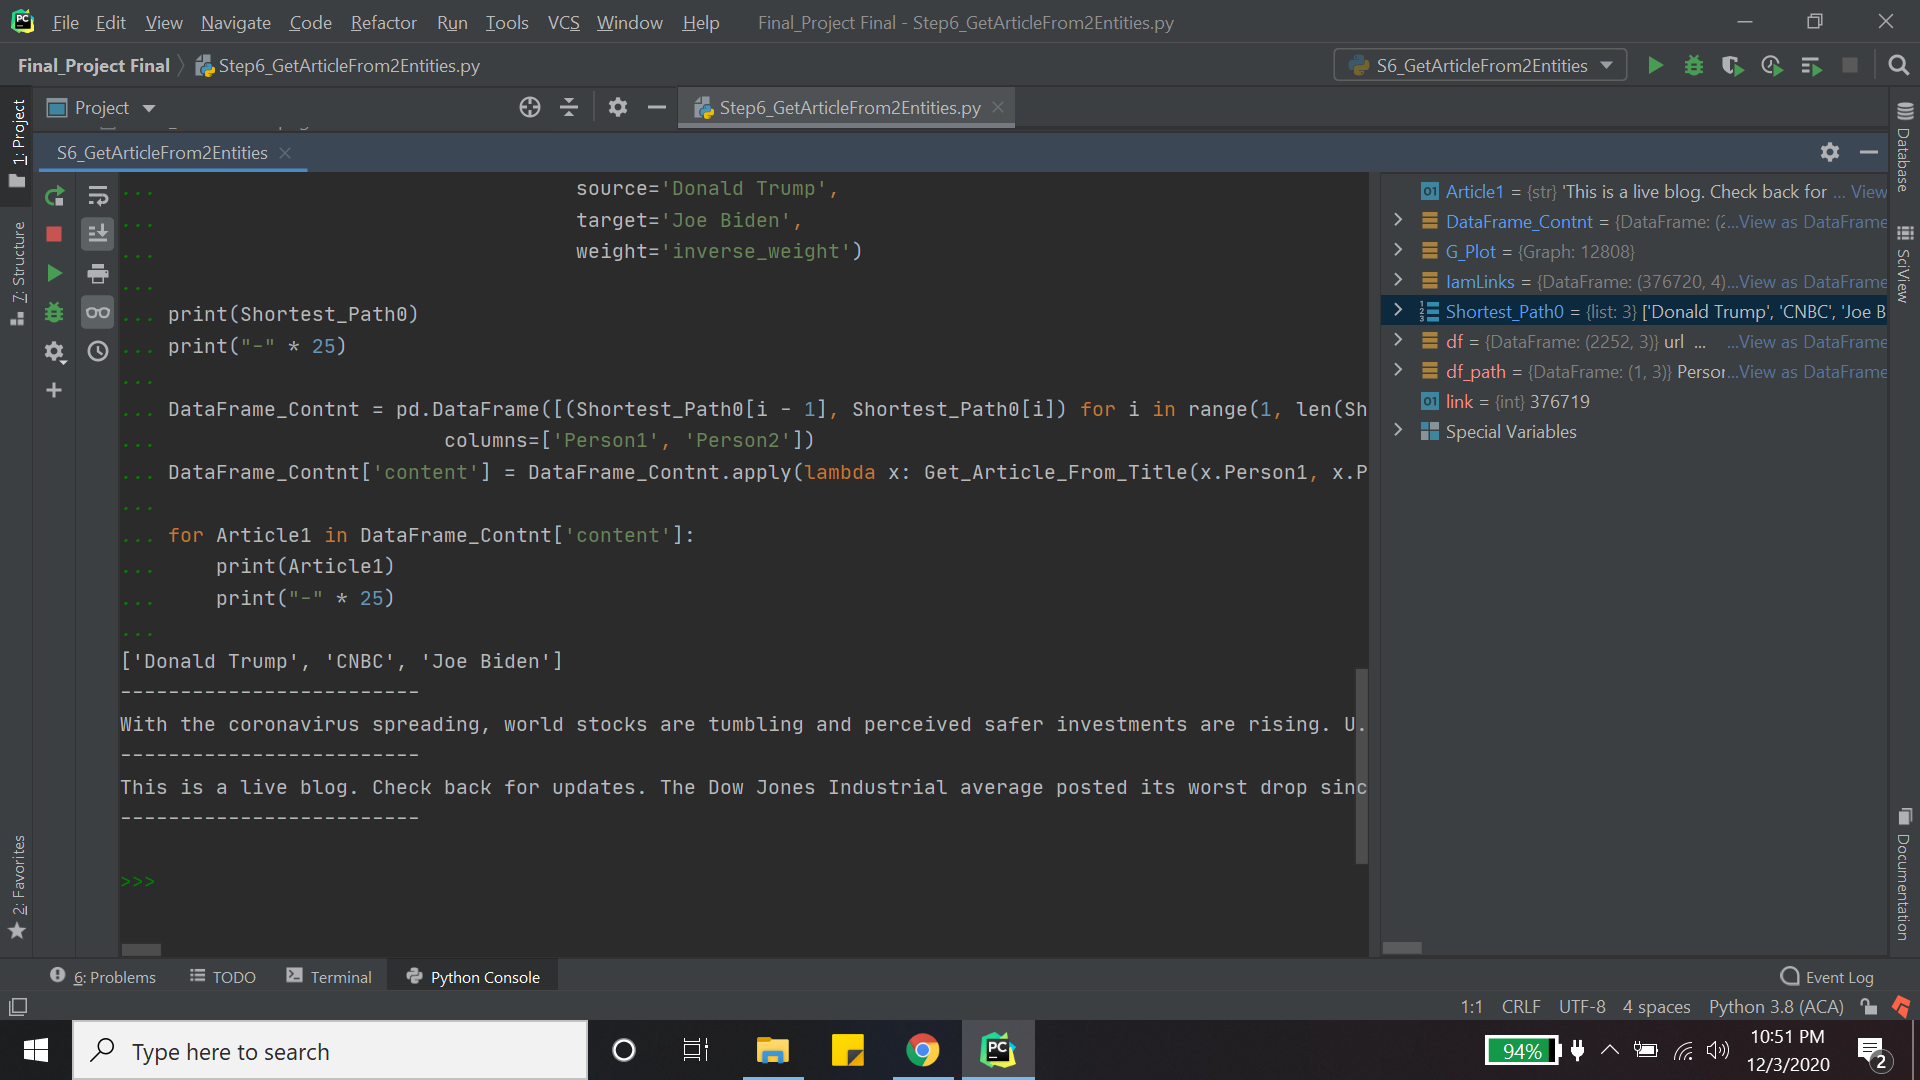 File Edit View Navigate Code Refactor Run Tools VCS Window Help Final_Project Final - Step6_GetArticleFrom2Entities.py
Final_Project Final Step6_GetArticleFrom2Entities.py S6_GetArticleFrom2Entities
Project Step6_GetArticleFrom2Entities.py
S6_GetArticleFrom2Entities
1: Project
7: Structure
2: Favorites
... source='Donald Trump',
... target='Joe Biden',
... weight='inverse_weight')
...
... print(Shortest_Path0)
... print("-" * 25)
...
... DataFrame_Contnt = pd.DataFrame([(Shortest_Path0[i - 1], Shortest_Path0[i]) for i in range(1, len(Sh
... columns=['Person1', 'Person2'])
... DataFrame_Contnt['content'] = DataFrame_Contnt.apply(lambda x: Get_Article_From_Title(x.Person1, x.P
...
... for Article1 in DataFrame_Contnt['content']:
... print(Article1)
... print("-" * 25)
...
['Donald Trump', 'CNBC', 'Joe Biden']
-------------------------
With the coronavirus spreading, world stocks are tumbling and perceived safer investments are rising. U.
-------------------------
This is a live blog. Check back for updates. The Dow Jones Industrial average posted its worst drop sinc
-------------------------
>>>
Article1 = {str} 'This is a live blog. Check back for ... View
DataFrame_Contnt = {DataFrame: (2...View as DataFrame
G_Plot = {Graph: 12808}
IamLinks = {DataFrame: (376720, 4)...View as DataFrame
Shortest_Path0 = {list: 3} ['Donald Trump', 'CNBC', 'Joe B
df = {DataFrame: (2252, 3)} url ... ...View as DataFrame
df_path = {DataFrame: (1, 3)} Person...View as DataFrame
link = {int} 376719
Special Variables
Database
SciView
Documentation
6: Problems TODO Terminal Python Console Event Log
1:1 CRLF UTF-8 4 spaces Python 3.8 (ACA)
Type here to search
PC
94%
10:51 PM
12/3/2020
2